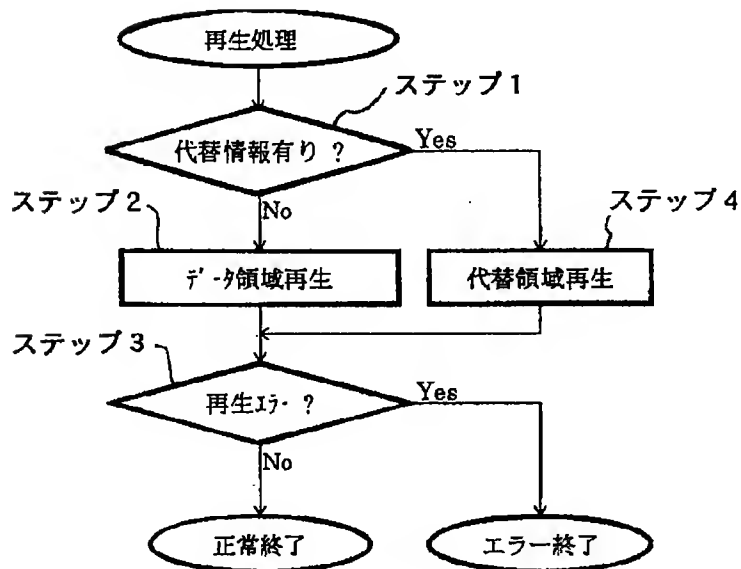 再生処理
ステップ1
代替情報有り ?
Yes
ステップ2
No
ステップ4
ﾃﾞｰﾀ領域再生
代替領域再生
ステップ3
再生ｴﾗｰ ?
Yes
No
正常終了
エラー終了